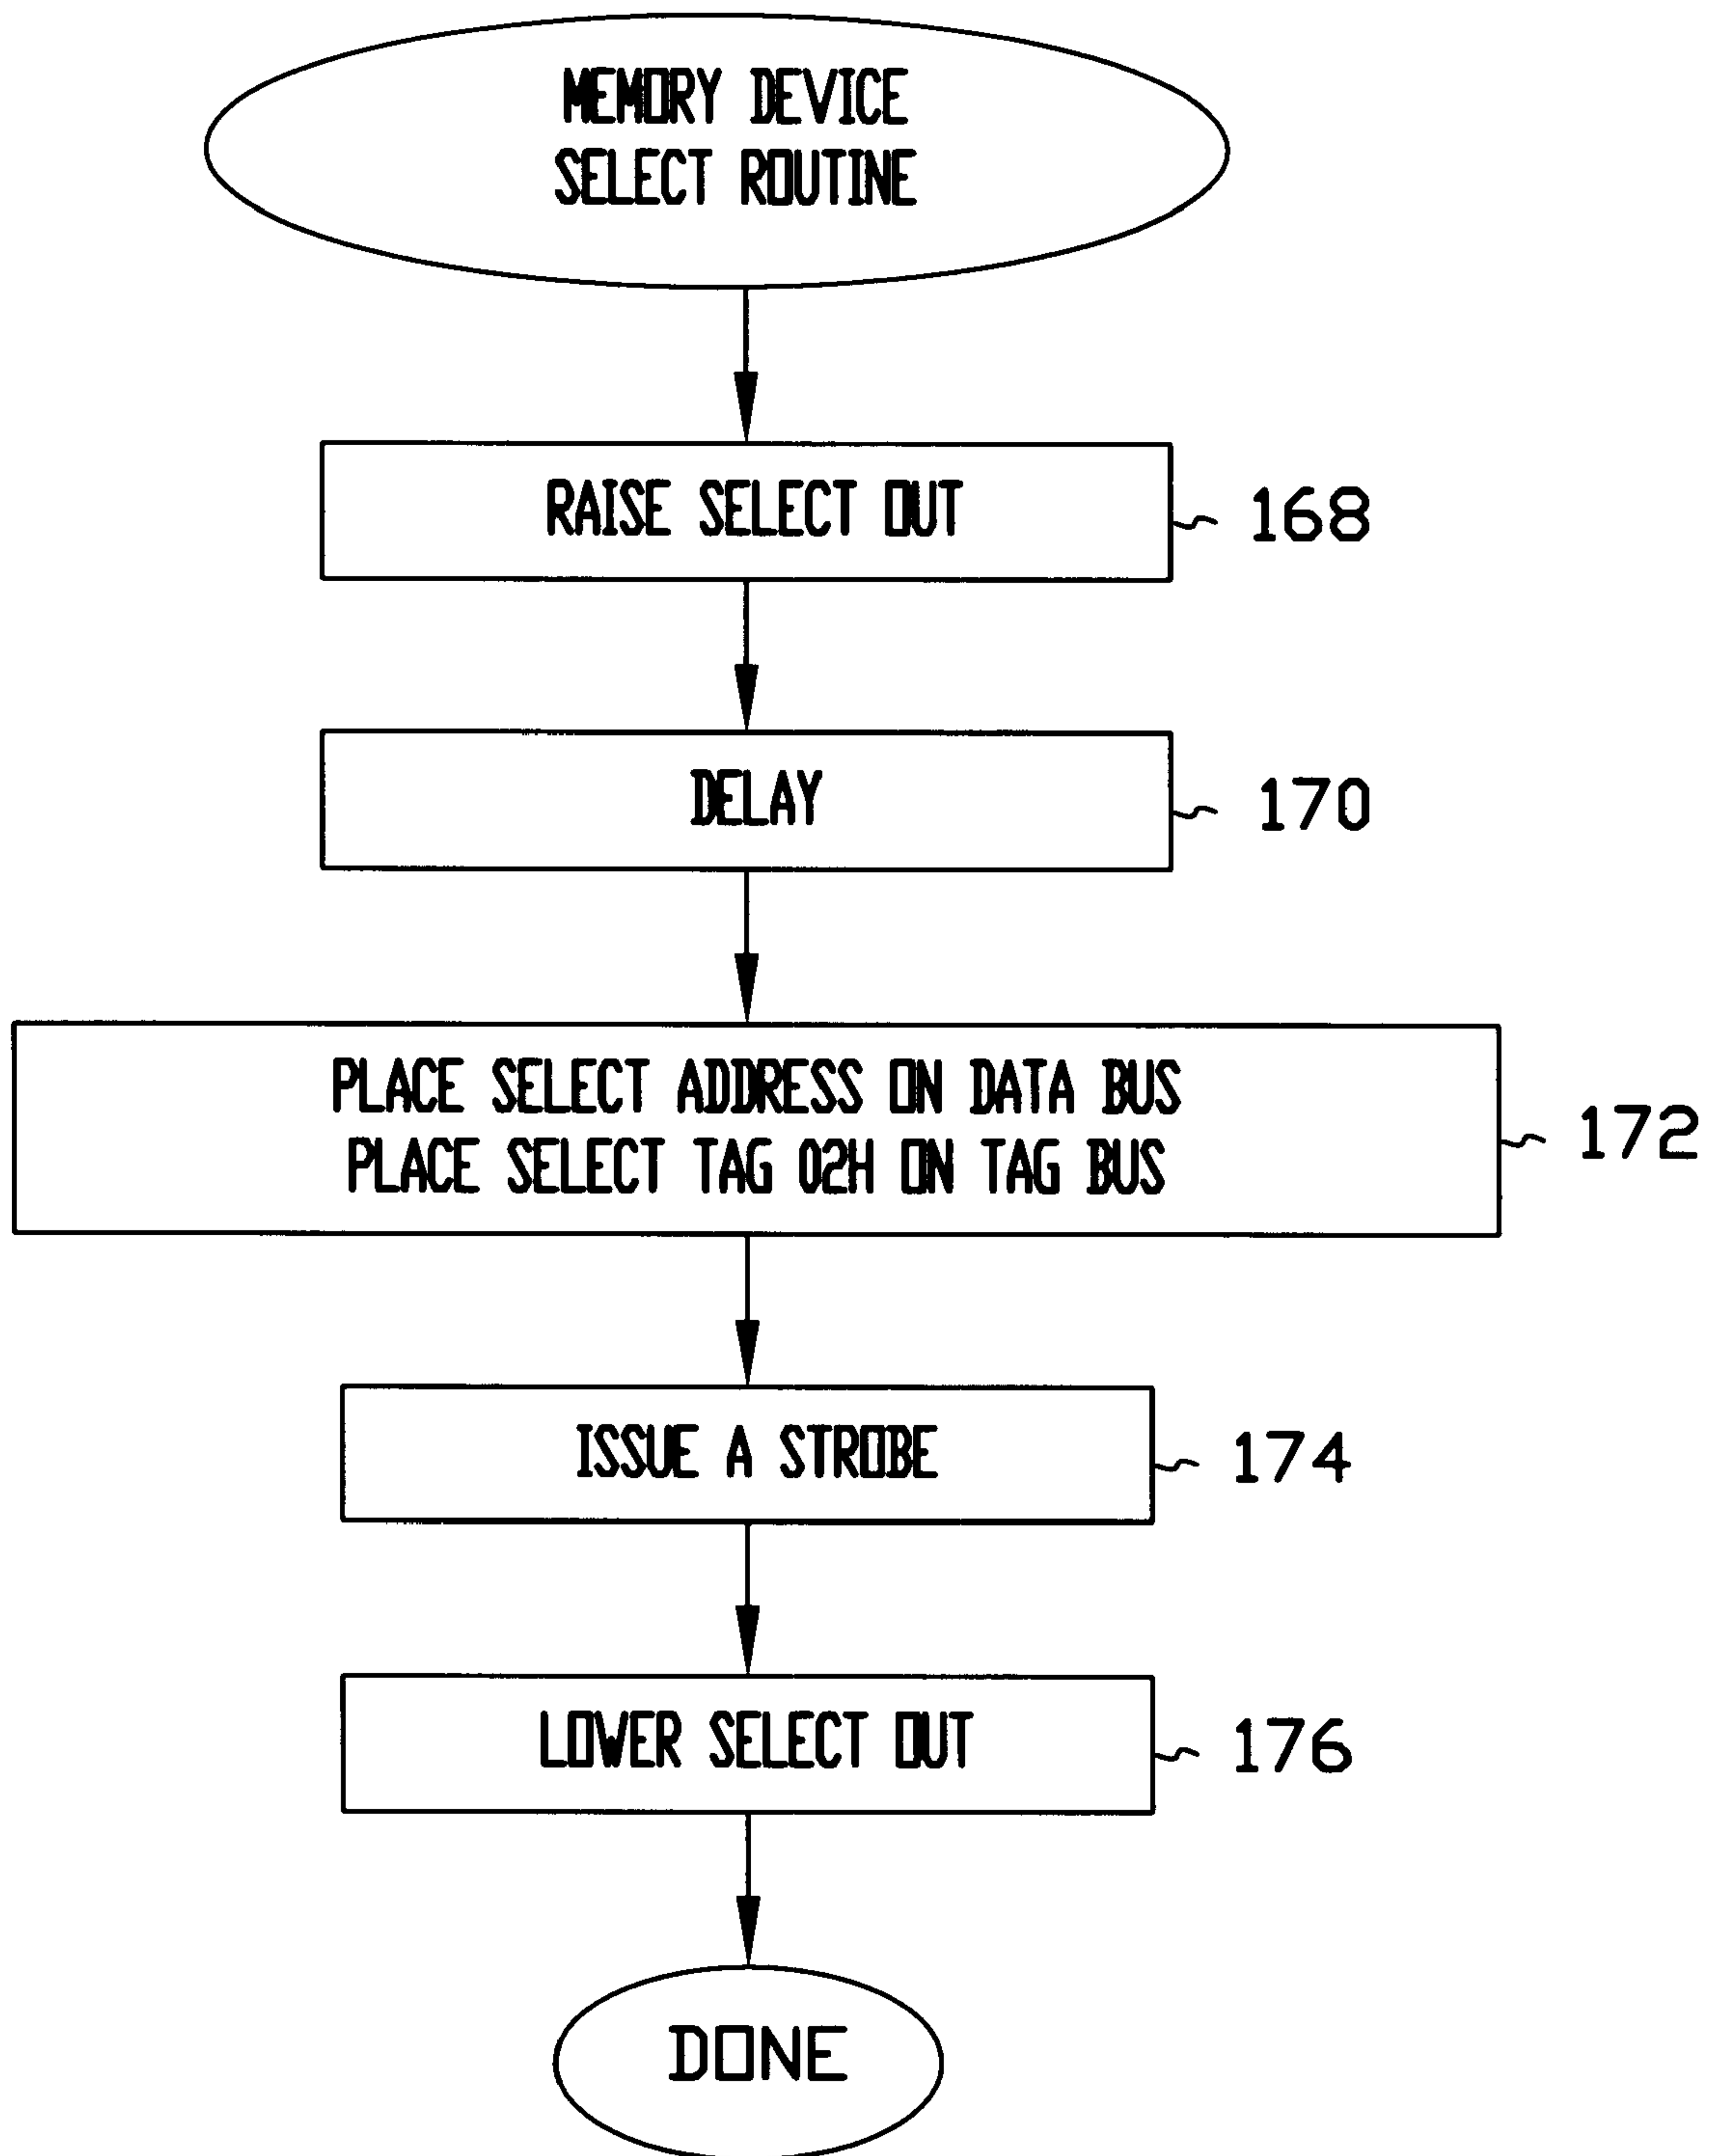 MEMORY DEVICE
SELECT ROUTINE
RAISE SELECT OUT
168
DELAY
170
PLACE SELECT ADDRESS ON DATA BUS
PLACE SELECT TAG 02H ON TAG BUS
172
ISSUE A STROBE
174
LOWER SELECT OUT
176
DONE